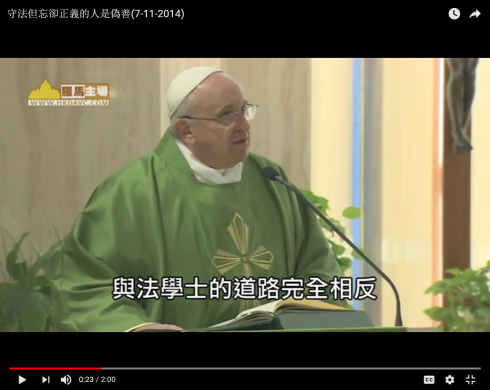 守法但忘卻正義的人是偽善(7-11-2014)
羅馬主場
WWW.HKDAVC.COM
與法學士的道路完全相反
0:23 / 2:00
CC